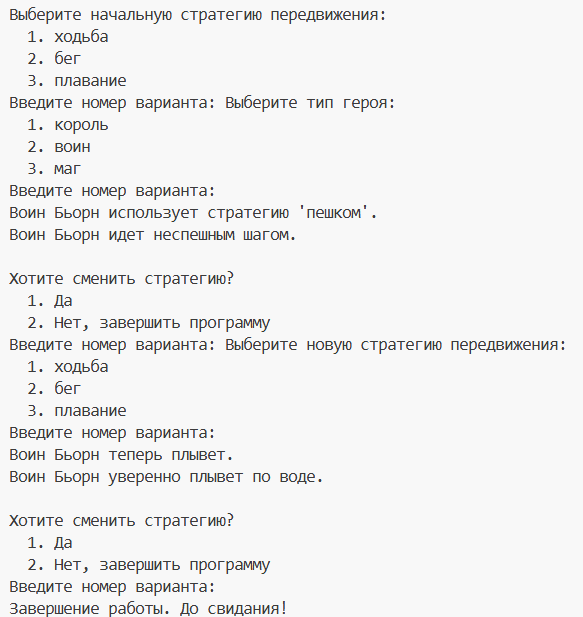 Выберите начальную стратегию передвижения:
  1. ходьба
  2. бег
  3. плавание
Введите номер варианта: Выберите тип героя:
  1. король
  2. воин
  3. маг
Введите номер варианта:
Воин Бьорн использует стратегию 'пешком'.
Воин Бьорн идет неспешным шагом.

Хотите сменить стратегию?
  1. Да
  2. Нет, завершить программу
Введите номер варианта: Выберите новую стратегию передвижения:
  1. ходьба
  2. бег
  3. плавание
Введите номер варианта:
Воин Бьорн теперь плывет.
Воин Бьорн уверенно плывет по воде.

Хотите сменить стратегию?
  1. Да
  2. Нет, завершить программу
Введите номер варианта:
Завершение работы. До свидания!